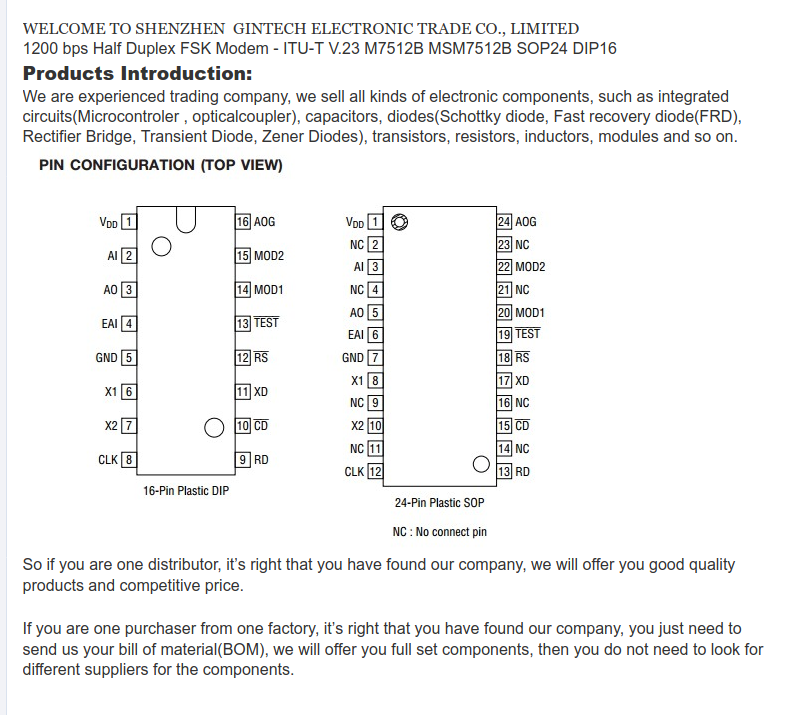 WELCOME TO SHENZHEN  GINTECH ELECTRONIC TRADE CO., LIMITED
1200 bps Half Duplex FSK Modem - ITU-T V.23 M7512B MSM7512B SOP24 DIP16
Products Introduction:
We are experienced trading company, we sell all kinds of electronic components, such as integrated
circuits(Microcontroler , opticalcoupler), capacitors, diodes(Schottky diode, Fast recovery diode(FRD),
Rectifier Bridge, Transient Diode, Zener Diodes), transistors, resistors, inductors, modules and so on.
PIN CONFIGURATION (TOP VIEW)
VDD 1 16 AOG
AI 2 15 MOD2
AO 3 14 MOD1
EAI 4 13 TEST
GND 5 12 RS
X1 6 11 XD
X2 7 10 CD
CLK 8 9 RD
16-Pin Plastic DIP
VDD 1 24 AOG
NC 2 23 NC
AI 3 22 MOD2
NC 4 21 NC
AO 5 20 MOD1
EAI 6 19 TEST
GND 7 18 RS
X1 8 17 XD
NC 9 16 NC
X2 10 15 CD
NC 11 14 NC
CLK 12 13 RD
24-Pin Plastic SOP
NC : No connect pin
So if you are one distributor, it's right that you have found our company, we will offer you good quality
products and competitive price.
If you are one purchaser from one factory, it's right that you have found our company, you just need to
send us your bill of material(BOM), we will offer you full set components, then you do not need to look for
different suppliers for the components.